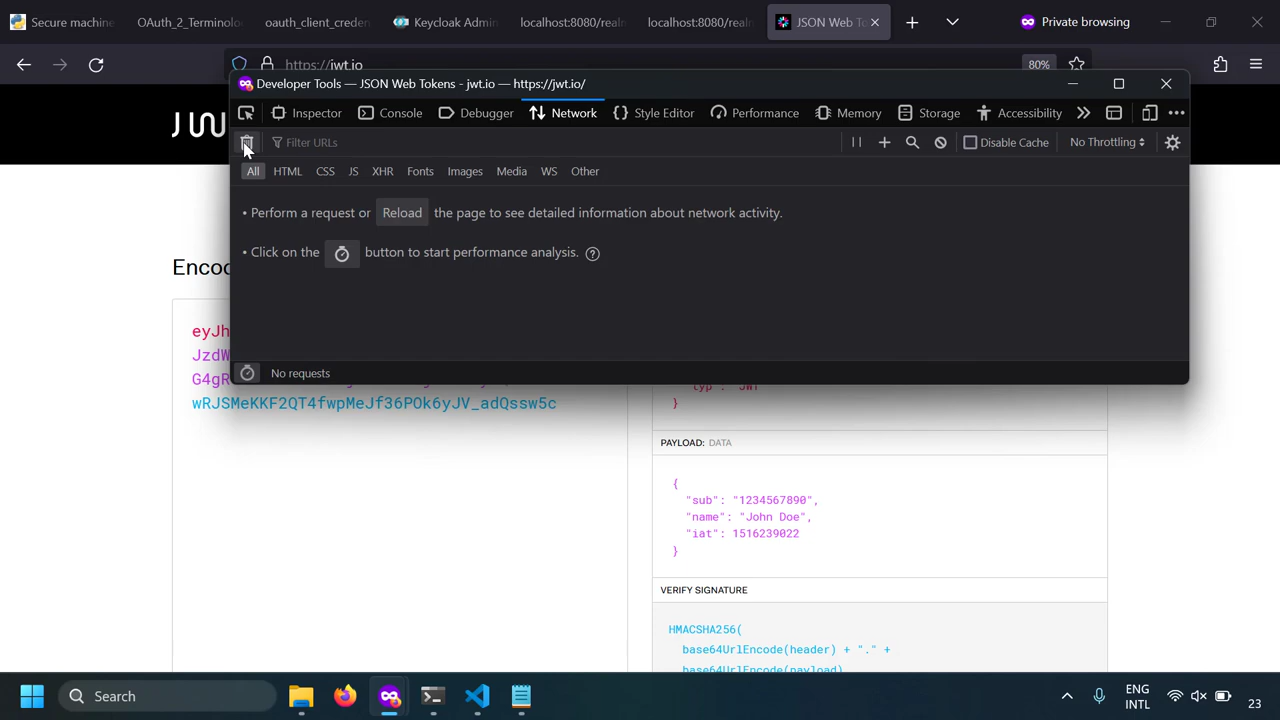 Secure machine
OAuth_2_Terminolo
oauth_client_creden
Keycloak Admin
localhost:8080/realm
localhost:8080/realm
JSON Web To
Private browsing
https://jwt.io
80%
Developer Tools — JSON Web Tokens - jwt.io — https://jwt.io/
Inspector
Console
Debugger
Network
Style Editor
Performance
Memory
Storage
Accessibility
Filter URLs
Disable Cache
No Throttling
All
HTML
CSS
JS
XHR
Fonts
Images
Media
WS
Other
• Perform a request or Reload the page to see detailed information about network activity.
• Click on the button to start performance analysis.
No requests
Encod
eyJh
JzdW
G4gR
wRJSMeKKF2QT4fwpMeJf36POk6yJV_adQssw5c
"typ": "JWT"
}
PAYLOAD: DATA
{
"sub": "1234567890",
"name": "John Doe",
"iat": 1516239022
}
VERIFY SIGNATURE
HMACSHA256(
base64UrlEncode(header) + "." +
base64UrlEncode(payload)
Search
ENG
INTL
23